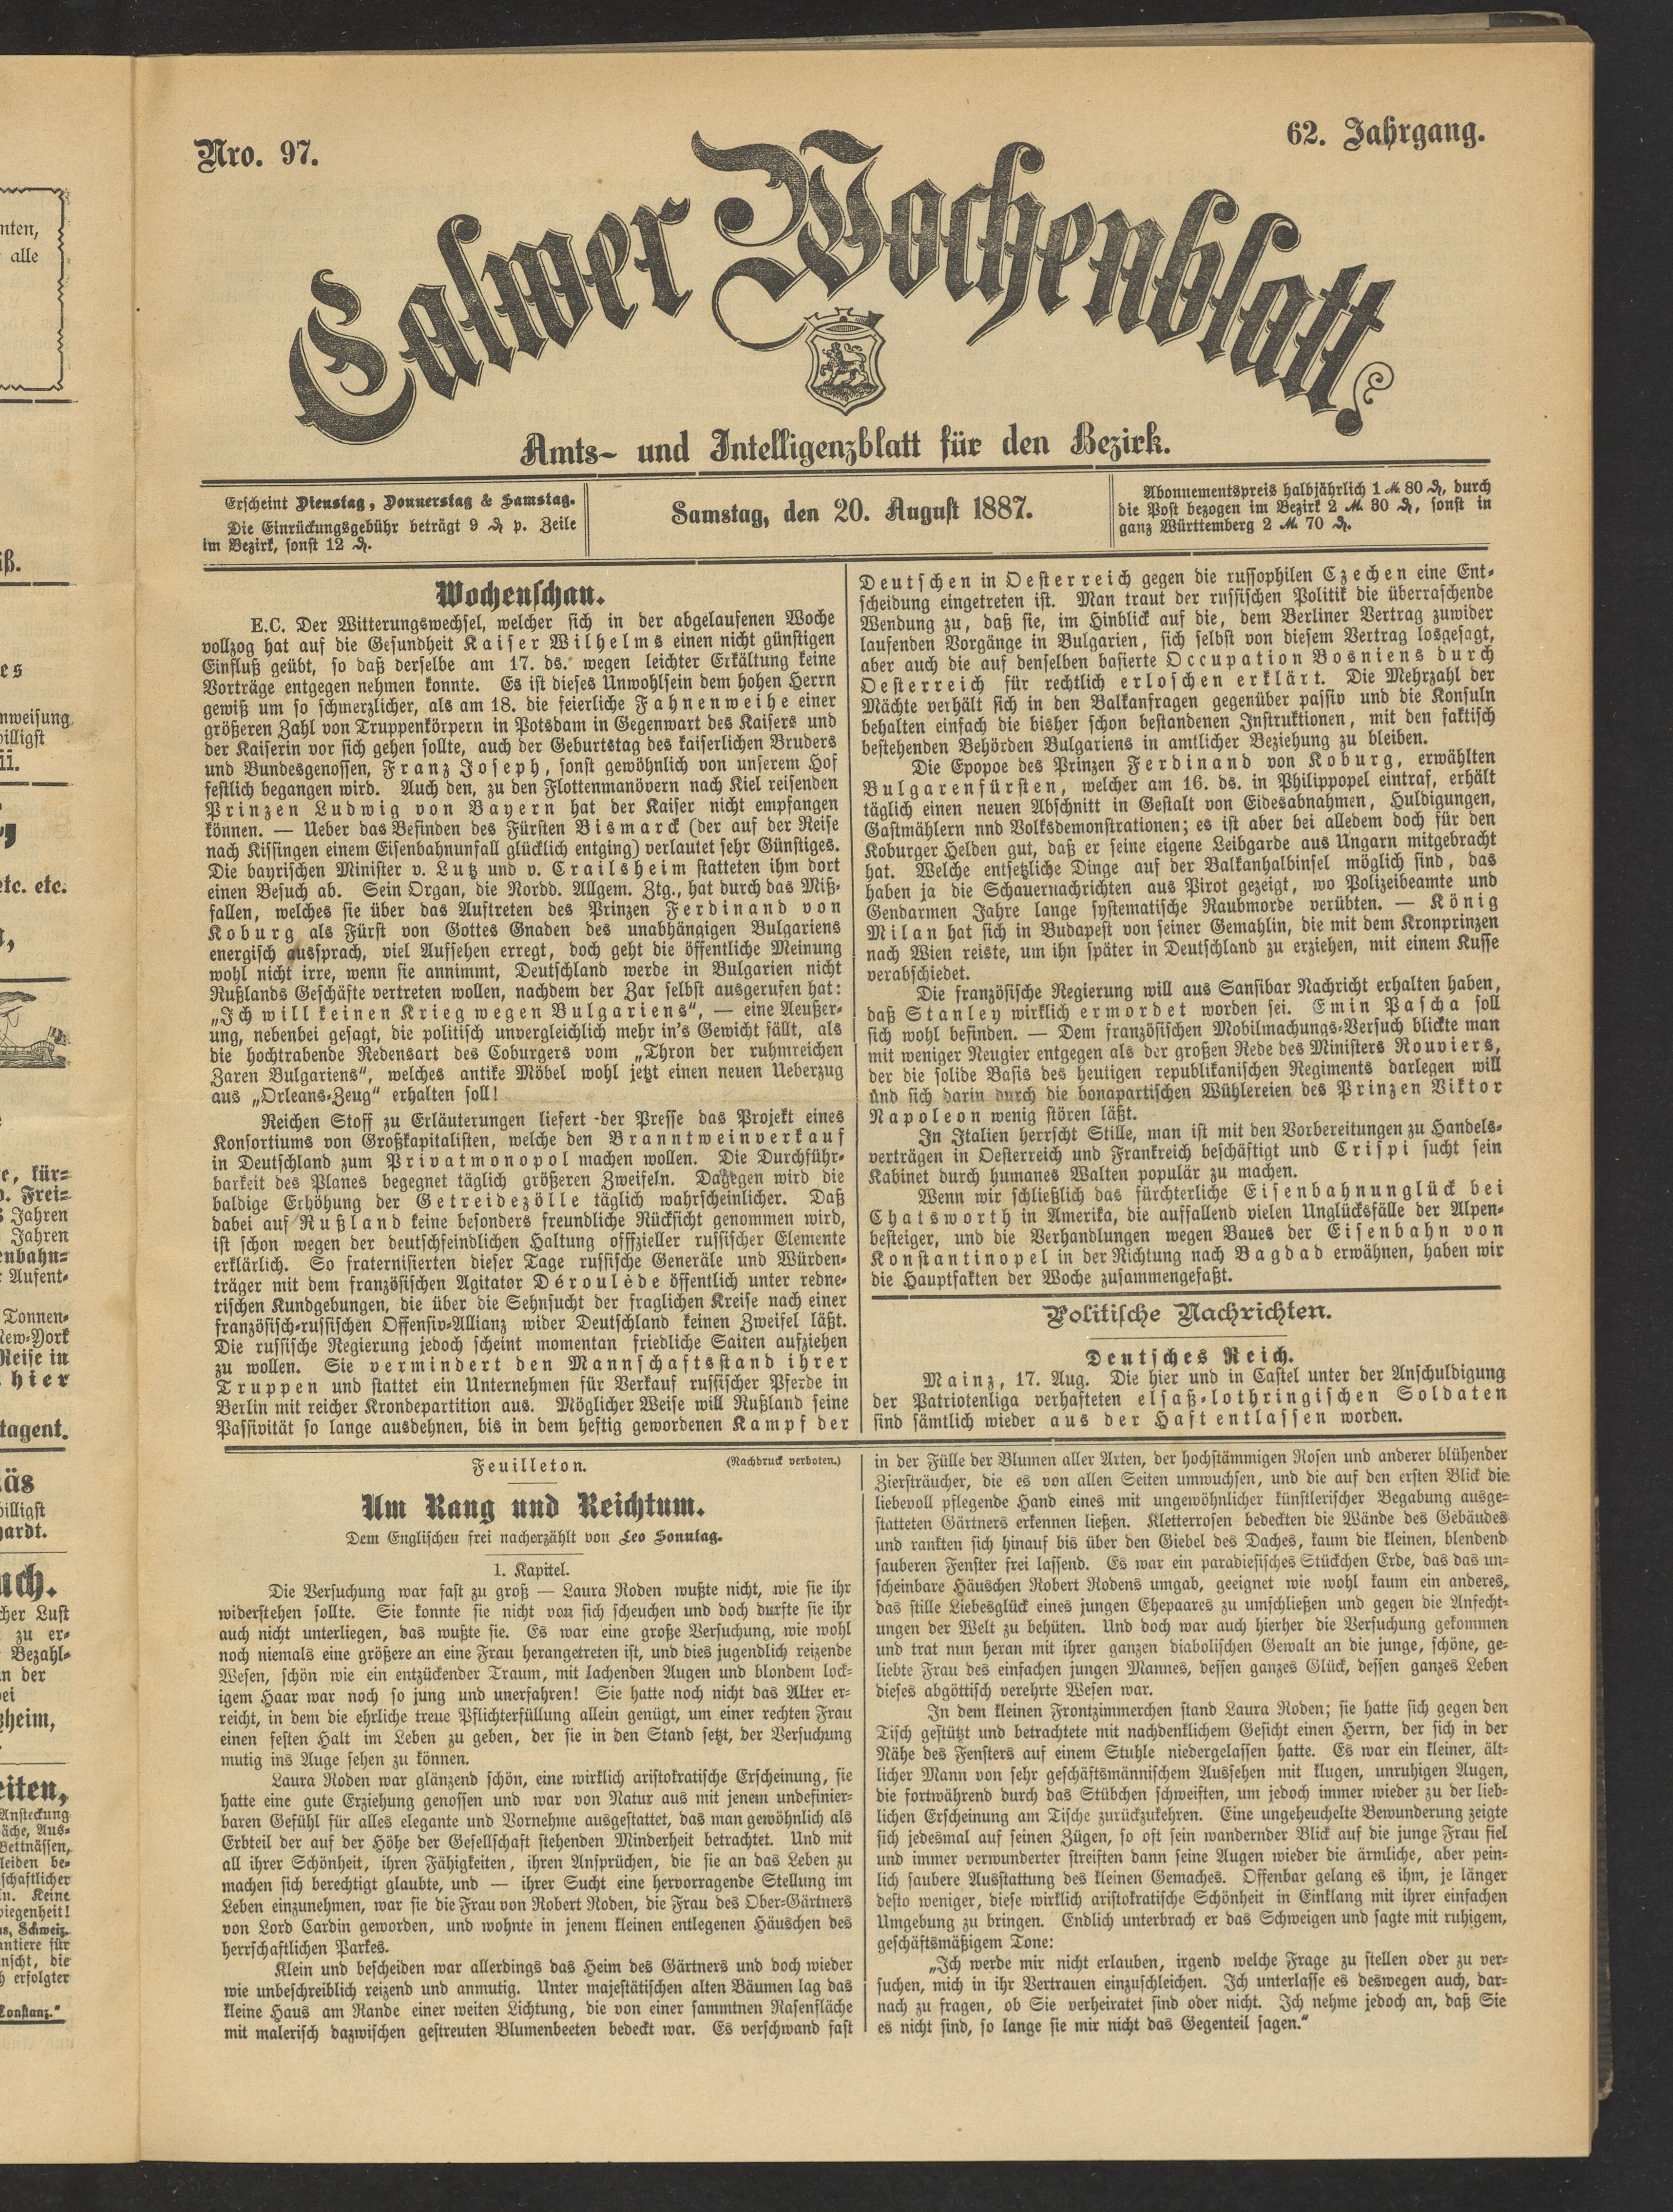 Nro. 97.
62. Jahrgang.
Calwer Wochenblatt
Amts- und Intelligenzblatt für den Bezirk.
Erscheint Dienstag, Donnerstag & Samstag.
Die Einrückungsgebühr beträgt 9 ₰ p. Zeile
im Bezirk, sonst 12 ₰.
Samstag, den 20. August 1887.
Abonnementspreis halbjährlich 1 ℳ 80 ₰, durch
die Post bezogen im Bezirk 2 ℳ 30 ₰, sonst in
ganz Württemberg 2 ℳ 70 ₰.
Wochenschau.
E.C. Der Witterungswechsel, welcher sich in der abgelaufenen Woche
vollzog hat auf die Gesundheit Kaiser Wilhelms einen nicht günstigen
Einfluß geübt, so daß derselbe am 17. ds. wegen leichter Erkältung keine
Vorträge entgegen nehmen konnte. Es ist dieses Unwohlsein dem hohen Herrn
gewiß um so schmerzlicher, als am 18. die feierliche Fahnenweihe einer
größeren Zahl von Truppenkörpern in Potsdam in Gegenwart des Kaisers und
der Kaiserin vor sich gehen sollte, auch der Geburtstag des kaiserlichen Bruders
und Bundesgenossen, Franz Joseph, sonst gewöhnlich von unserem Hof
festlich begangen wird. Auch den, zu den Flottenmanövern nach Kiel reisenden
Prinzen Ludwig von Bayern hat der Kaiser nicht empfangen
können. — Ueber das Befinden des Fürsten Bismarck (der auf der Reise
nach Kissingen einem Eisenbahnunfall glücklich entging) verlautet sehr Günstiges.
Die bayrischen Minister v. Lutz und v. Crailsheim statteten ihm dort
einen Besuch ab. Sein Organ, die Nordd. Allgem. Ztg., hat durch das Miß-
fallen, welches sie über das Auftreten des Prinzen Ferdinand von
Koburg als Fürst von Gottes Gnaden des unabhängigen Bulgariens
energisch aussprach, viel Aufsehen erregt, doch geht die öffentliche Meinung
wohl nicht irre, wenn sie annimmt, Deutschland werde in Bulgarien nicht
Rußlands Geschäfte vertreten wollen, nachdem der Zar selbst ausgerufen hat:
„Ich will keinen Krieg wegen Bulgariens“, — eine Aeußer-
ung, nebenbei gesagt, die politisch unvergleichlich mehr in's Gewicht fällt, als
die hochtrabende Redensart des Coburgers vom „Thron der ruhmreichen
Zaren Bulgariens“, welches antike Möbel wohl jetzt einen neuen Ueberzug
aus „Orleans-Zeug“ erhalten soll!
Reichen Stoff zu Erläuterungen liefert der Presse das Projekt eines
Konsortiums von Großkapitalisten, welche den Branntweinverkauf
in Deutschland zum Privatmonopol machen wollen. Die Durchführ-
barkeit des Planes begegnet täglich größeren Zweifeln. Dagegen wird die
baldige Erhöhung der Getreidezölle täglich wahrscheinlicher. Daß
dabei auf Rußland keine besonders freundliche Rücksicht genommen wird,
ist schon wegen der deutschfeindlichen Haltung offizieller russischer Elemente
erklärlich. So fraternisierten dieser Tage russische Generäle und Würden-
träger mit dem französischen Agitator Déroulède öffentlich unter redne-
rischen Kundgebungen, die über die Sehnsucht der fraglichen Kreise nach einer
französisch-russischen Offensiv-Allianz wider Deutschland keinen Zweifel läßt.
Die russische Regierung jedoch scheint momentan friedliche Saiten aufziehen
zu wollen. Sie vermindert den Mannschaftsstand ihrer
Truppen und stattet ein Unternehmen für Verkauf russischer Pferde in
Berlin mit reicher Krondepartition aus. Möglicher Weise will Rußland seine
Passivität so lange ausdehnen, bis in dem heftig gewordenen Kampf der
Deutschen in Oesterreich gegen die russophilen Czechen eine Ent-
scheidung eingetreten ist. Man traut der russischen Politik die überraschende
Wendung zu, daß sie, im Hinblick auf die, dem Berliner Vertrag zuwider
laufenden Vorgänge in Bulgarien, sich selbst von diesem Vertrag losgesagt,
aber auch die auf denselben basierte Occupation Bosniens durch
Oesterreich für rechtlich erloschen erklärt. Die Mehrzahl der
Mächte verhält sich in den Balkanfragen gegenüber passiv und die Konsuln
behalten einfach die bisher schon bestandenen Instruktionen, mit den faktisch
bestehenden Behörden Bulgariens in amtlicher Beziehung zu bleiben.
Die Epopoe des Prinzen Ferdinand von Koburg, erwählten
Bulgarenfürsten, welcher am 16. ds. in Philippopel eintraf, erhält
täglich einen neuen Abschnitt in Gestalt von Eidesabnahmen, Huldigungen,
Gastmählern nnd Volksdemonstrationen; es ist aber bei alledem doch für den
Koburger Helden gut, daß er seine eigene Leibgarde aus Ungarn mitgebracht
hat. Welche entsetzliche Dinge auf der Balkanhalbinsel möglich sind, das
haben ja die Schauernachrichten aus Pirot gezeigt, wo Polizeibeamte und
Gendarmen Jahre lange systematische Raubmorde verübten. — König
Milan hat sich in Budapest von seiner Gemahlin, die mit dem Kronprinzen
nach Wien reiste, um ihn später in Deutschland zu erziehen, mit einem Kusse
verabschiedet.
Die französische Regierung will aus Sansibar Nachricht erhalten haben,
daß Stanley wirklich ermordet worden sei. Emin Pascha soll
sich wohl befinden. — Dem französischen Mobilmachungs-Versuch blickte man
mit weniger Neugier entgegen als der großen Rede des Ministers Rouviers,
der die solide Basis des heutigen republikanischen Regiments darlegen will
und sich darin durch die bonapartischen Wühlereien des Prinzen Viktor
Napoleon wenig stören läßt.
In Italien herrscht Stille, man ist mit den Vorbereitungen zu Handels-
verträgen in Oesterreich und Frankreich beschäftigt und Crispi sucht sein
Kabinet durch humanes Walten populär zu machen.
Wenn wir schließlich das fürchterliche Eisenbahnunglück bei
Chatsworth in Amerika, die auffallend vielen Unglücksfälle der Alpen-
besteiger, und die Verhandlungen wegen Baues der Eisenbahn von
Konstantinopel in der Richtung nach Bagdad erwähnen, haben wir
die Hauptfakten der Woche zusammengefaßt.
Politische Nachrichten.
Deutsches Reich.
Mainz, 17. Aug. Die hier und in Castel unter der Anschuldigung
der Patriotenliga verhafteten elsaß-lothringischen Soldaten
sind sämtlich wieder aus der Haft entlassen worden.
Feuilleton.
(Nachdruck verboten.)
Um Rang und Reichtum.
Dem Englischen frei nacherzählt von Leo Sonntag.
1. Kapitel.
Die Versuchung war fast zu groß — Laura Roden wußte nicht, wie sie ihr
widerstehen sollte. Sie konnte sie nicht von sich scheuchen und doch durfte sie ihr
auch nicht unterliegen, das wußte sie. Es war eine große Versuchung, wie wohl
noch niemals eine größere an eine Frau herangetreten ist, und dies jugendlich reizende
Wesen, schön wie ein entzückender Traum, mit lachenden Augen und blondem lock-
igem Haar war noch so jung und unerfahren! Sie hatte noch nicht das Alter er-
reicht, in dem die ehrliche treue Pflichterfüllung allein genügt, um einer rechten Frau
einen festen Halt im Leben zu geben, der sie in den Stand setzt, der Versuchung
mutig ins Auge sehen zu können.
Laura Roden war glänzend schön, eine wirklich aristokratische Erscheinung, sie
hatte eine gute Erziehung genossen und war von Natur aus mit jenem undefinier-
baren Gefühl für alles elegante und Vornehme ausgestattet, das man gewöhnlich als
Erbteil der auf der Höhe der Gesellschaft stehenden Minderheit betrachtet. Und mit
all ihrer Schönheit, ihren Fähigkeiten, ihren Ansprüchen, die sie an das Leben zu
machen sich berechtigt glaubte, und — ihrer Sucht eine hervorragende Stellung im
Leben einzunehmen, war sie die Frau von Robert Roden, die Frau des Ober-Gärtners
von Lord Cardin geworden, und wohnte in jenem kleinen entlegenen Häuschen des
herrschaftlichen Parkes.
Klein und bescheiden war allerdings das Heim des Gärtners und doch wieder
wie unbeschreiblich reizend und anmutig. Unter majestätischen alten Bäumen lag das
kleine Haus am Rande einer weiten Lichtung, die von einer sammtnen Rasenfläche
mit malerisch dazwischen gestreuten Blumenbeeten bedeckt war. Es verschwand fast
in der Fülle der Blumen aller Arten, der hochstämmigen Rosen und anderer blühender
Ziersträucher, die es von allen Seiten umwuchsen, und die auf den ersten Blick die
liebevoll pflegende Hand eines mit ungewöhnlicher künstlerischer Begabung ausge-
statteten Gärtners erkennen ließen. Kletterrosen bedeckten die Wände des Gebäudes
und rankten sich hinauf bis über den Giebel des Daches, kaum die kleinen, blendend
sauberen Fenster frei lassend. Es war ein paradiesisches Stückchen Erde, das das un-
scheinbare Häuschen Robert Rodens umgab, geeignet wie wohl kaum ein anderes,
das stille Liebesglück eines jungen Ehepaares zu umschließen und gegen die Anfecht-
ungen der Welt zu behüten. Und doch war auch hierher die Versuchung gekommen
und trat nun heran mit ihrer ganzen diabolischen Gewalt an die junge, schöne, ge-
liebte Frau des einfachen jungen Mannes, dessen ganzes Glück, dessen ganzes Leben
dieses abgöttisch verehrte Wesen war.
In dem kleinen Frontzimmerchen stand Laura Roden; sie hatte sich gegen den
Tisch gestützt und betrachtete mit nachdenklichem Gesicht einen Herrn, der sich in der
Nähe des Fensters auf einem Stuhle niedergelassen hatte. Es war ein kleiner, ält-
licher Mann von sehr geschäftsmännischem Aussehen mit klugen, unruhigen Augen,
die fortwährend durch das Stübchen schweiften, um jedoch immer wieder zu der lieb-
lichen Erscheinung am Tische zurückzukehren. Eine ungeheuchelte Bewunderung zeigte
sich jedesmal auf seinen Zügen, so oft sein wandernder Blick auf die junge Frau fiel
und immer verwunderter streiften dann seine Augen wieder die ärmliche, aber pein-
lich saubere Ausstattung des kleinen Gemaches. Offenbar gelang es ihm, je länger
desto weniger, diese wirklich aristokratische Schönheit in Einklang mit ihrer einfachen
Umgebung zu bringen. Endlich unterbrach er das Schweigen und sagte mit ruhigem,
geschäftsmäßigem Tone:
„Ich werde mir nicht erlauben, irgend welche Frage zu stellen oder zu ver-
suchen, mich in ihr Vertrauen einzuschleichen. Ich unterlasse es deswegen auch, dar-
nach zu fragen, ob Sie verheiratet sind oder nicht. Ich nehme jedoch an, daß Sie
es nicht sind, so lange sie mir nicht das Gegenteil sagen.“